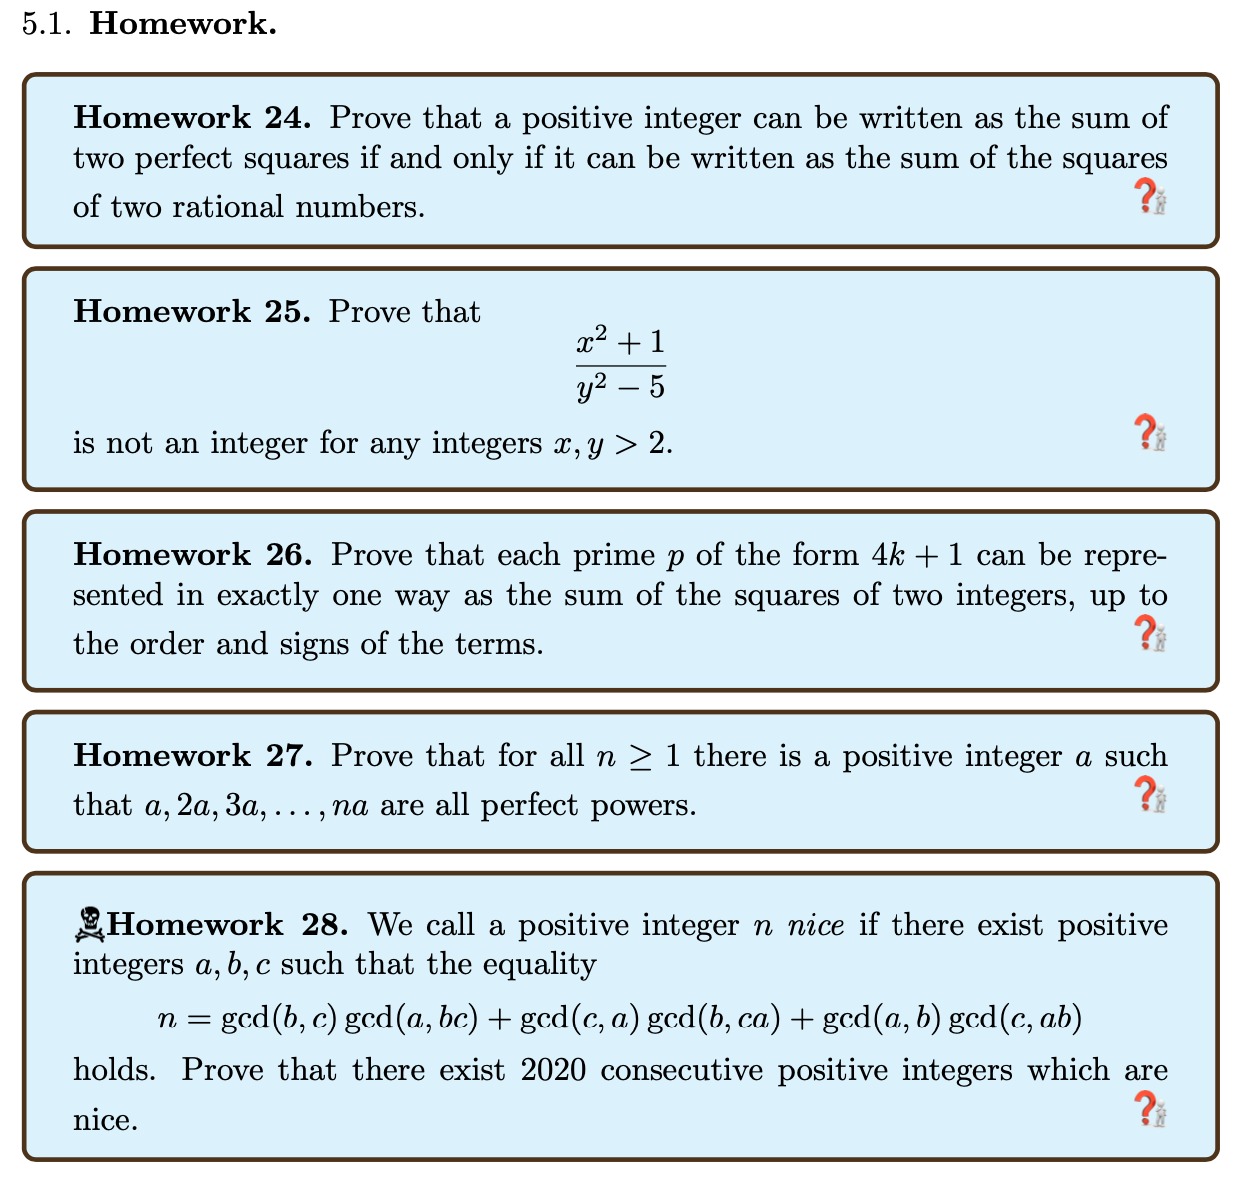 5.1. Homework.
Homework 24. Prove that a positive integer can be written as the sum of
two perfect squares if and only if it can be written as the sum of the squares
of two rational numbers. ❓
Homework 25. Prove that
x² + 1
y² − 5
is not an integer for any integers x, y > 2. ❓
Homework 26. Prove that each prime p of the form 4k + 1 can be repre-
sented in exactly one way as the sum of the squares of two integers, up to
the order and signs of the terms. ❓
Homework 27. Prove that for all n ≥ 1 there is a positive integer a such
that a, 2a, 3a, . . . , na are all perfect powers. ❓
Homework 28. We call a positive integer n nice if there exist positive
integers a, b, c such that the equality
n = gcd(b, c) gcd(a, bc) + gcd(c, a) gcd(b, ca) + gcd(a, b) gcd(c, ab)
holds. Prove that there exist 2020 consecutive positive integers which are
nice. ❓